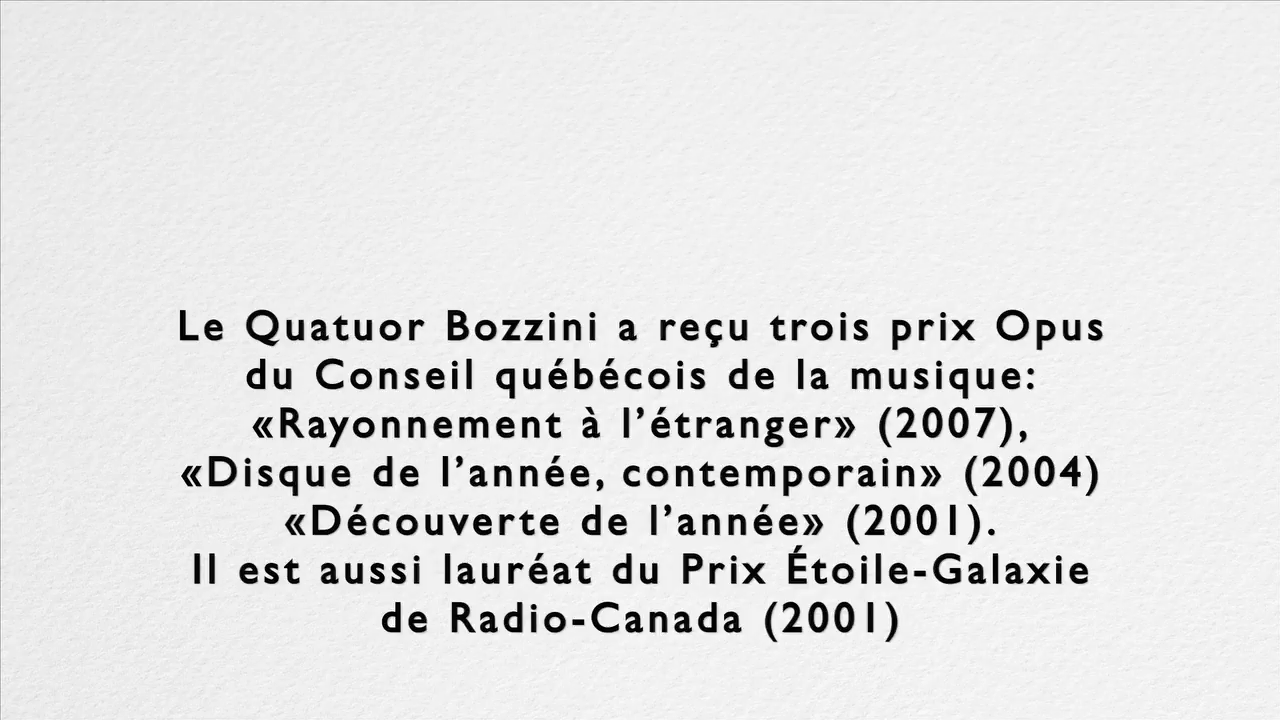 Le Quatuor Bozzini a reçu trois prix Opus
du Conseil québécois de la musique:
«Rayonnement à l’étranger» (2007),
«Disque de l’année, contemporain» (2004)
«Découverte de l’année» (2001).
Il est aussi lauréat du Prix Étoile-Galaxie
de Radio-Canada (2001)